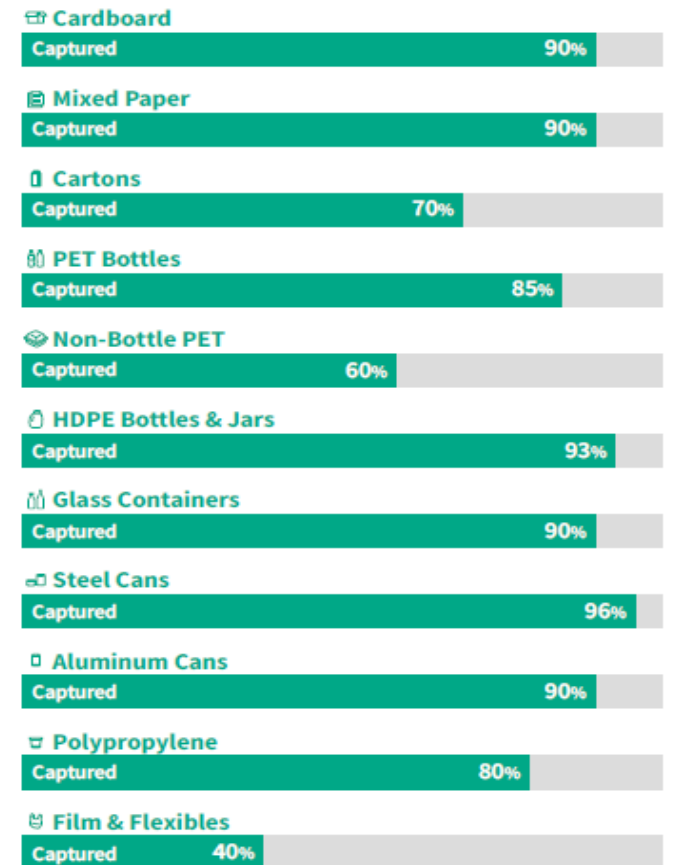 Cardboard
Captured 90%
Mixed Paper
Captured 90%
Cartons
Captured 70%
PET Bottles
Captured 85%
Non-Bottle PET
Captured 60%
HDPE Bottles & Jars
Captured 93%
Glass Containers
Captured 90%
Steel Cans
Captured 96%
Aluminum Cans
Captured 90%
Polypropylene
Captured 80%
Film & Flexibles
Captured 40%